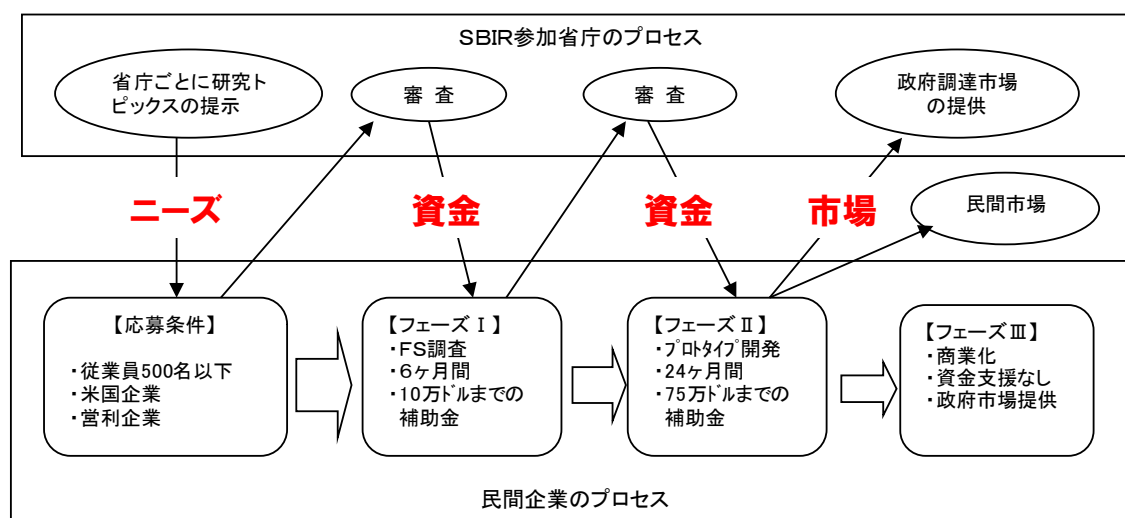 SBIR参加省庁のプロセス
省庁ごとに研究ト
ピックスの提示
審 査
審 査
政府調達市場
の提供
ニーズ
資金
資金
市場
民間市場
【応募条件】
・従業員500名以下
・米国企業
・営利企業
【フェーズⅠ】
・FS調査
・6ヶ月間
・10万ドルまでの
補助金
【フェーズⅡ】
・プロトタイプ開発
・24ヶ月間
・75万ドルまでの
補助金
【フェーズⅢ】
・商業化
・資金支援なし
・政府市場提供
民間企業のプロセス